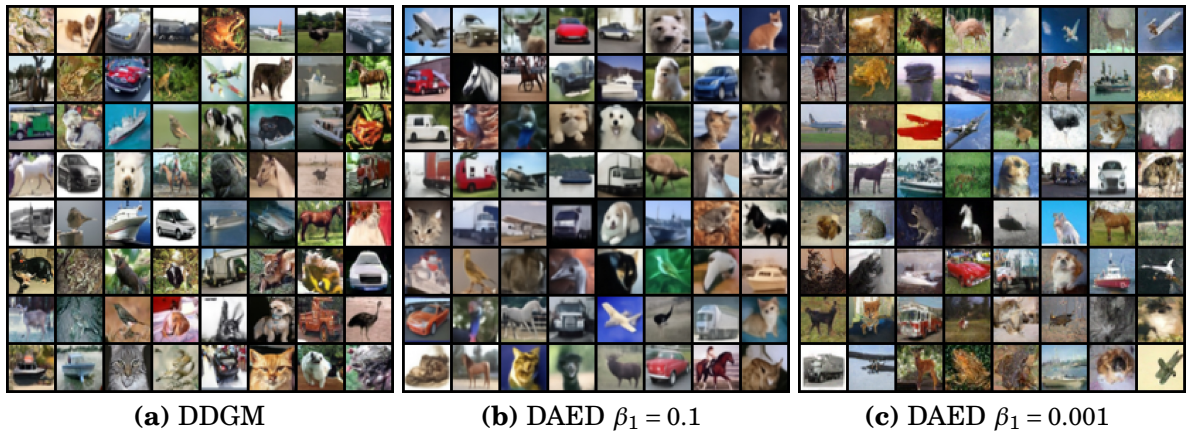 (a) DDGM
(b) DAED β₁ = 0.1
(c) DAED β₁ = 0.001